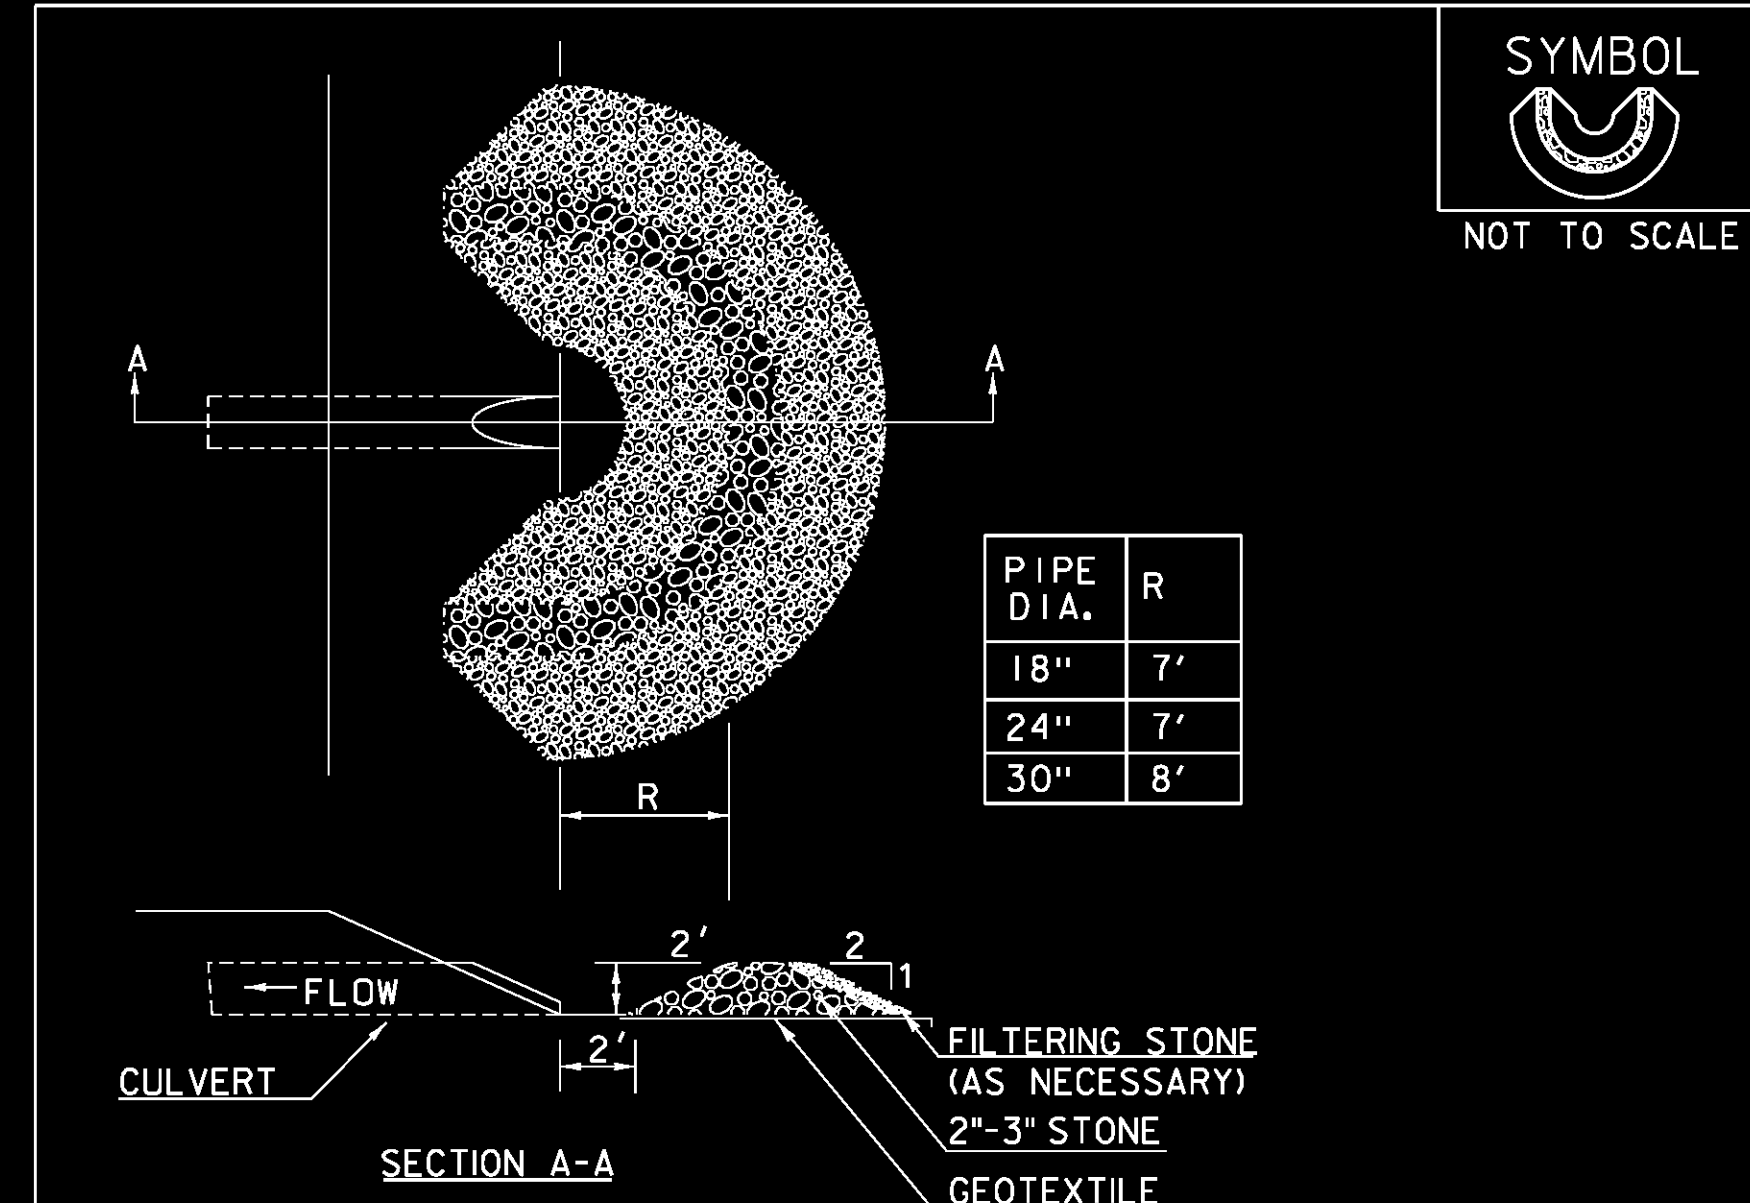 SYMBOL
NOT TO SCALE
A A
PIPE DIA. R
18" 7'
24" 7'
30" 8'
R
2' 2
1
FLOW
2'
CULVERT
FILTERING STONE
(AS NECESSARY)
2"-3" STONE
SECTION A-A
GEOTEXTILE